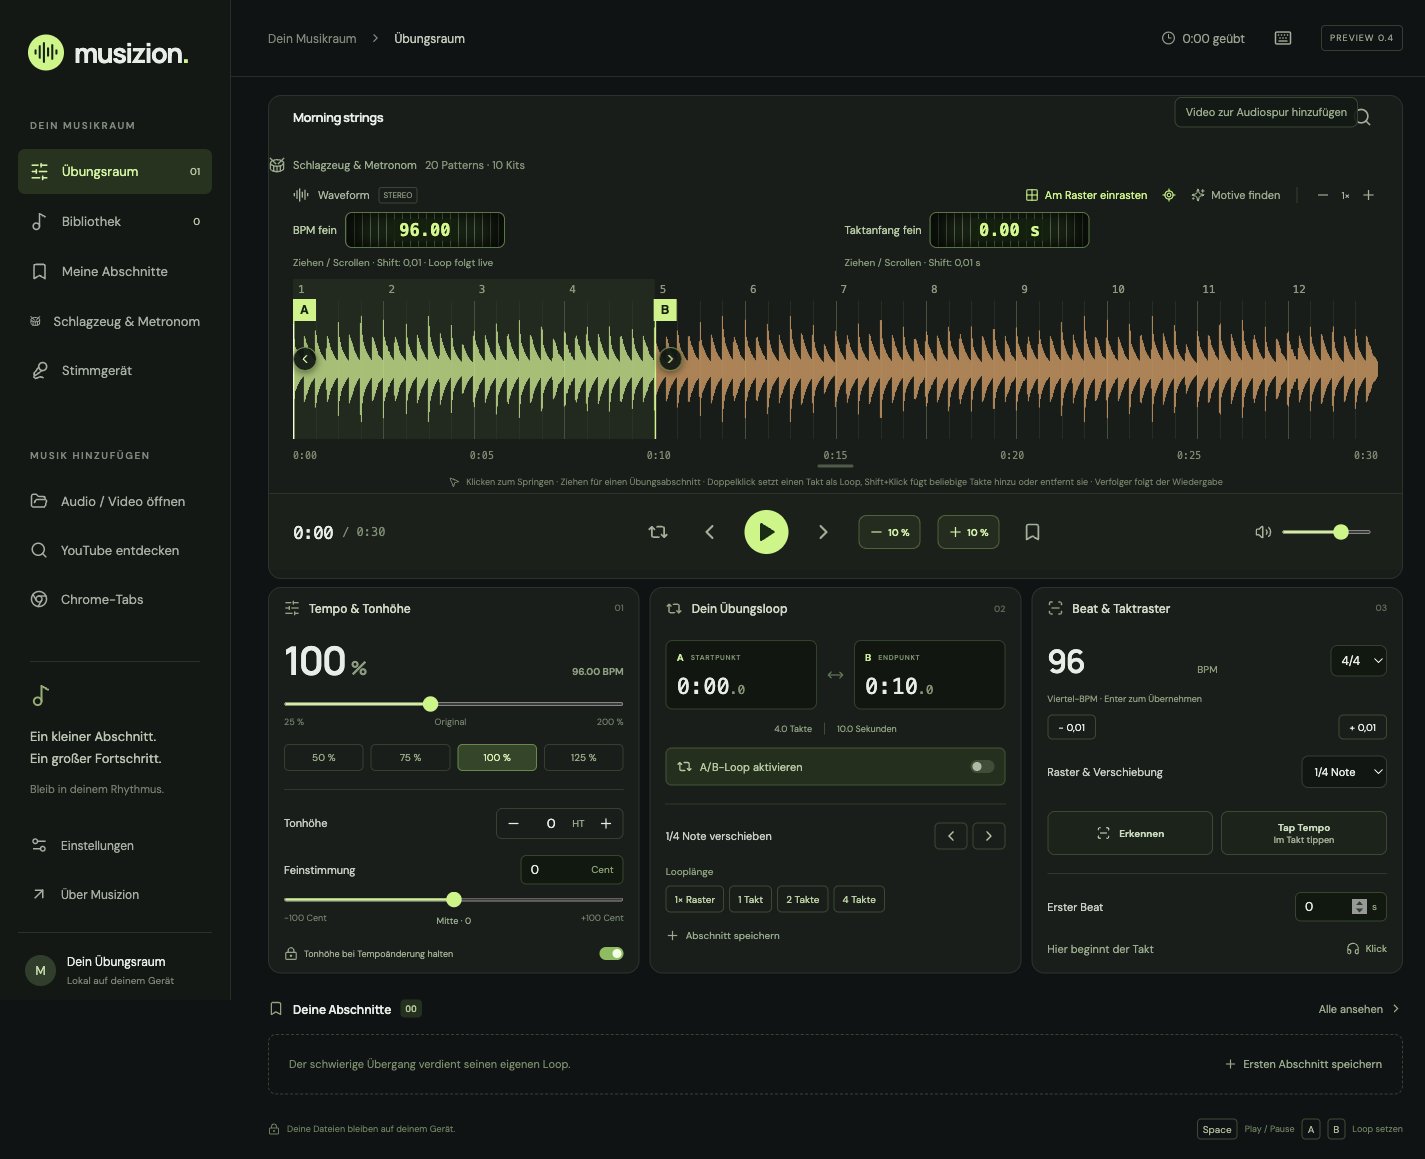 musizion.
DEIN MUSIKRAUM
Übungsraum 01
Bibliothek 0
Meine Abschnitte
Schlagzeug & Metronom
Stimmgerät
MUSIK HINZUFÜGEN
Audio / Video öffnen
YouTube entdecken
Chrome-Tabs
Ein kleiner Abschnitt.
Ein großer Fortschritt.
Bleib in deinem Rhythmus.
Einstellungen
Über Musizion
M
Dein Übungsraum
Lokal auf deinem Gerät
Dein Musikraum Übungsraum
0:00 geübt
PREVIEW 0.4
Morning strings
Video zur Audiospur hinzufügen
Schlagzeug & Metronom 20 Patterns · 10 Kits
Waveform STEREO
Am Raster einrasten
Motive finden
1×
BPM fein 96.00
Taktanfang fein 0.00 s
Ziehen / Scrollen · Shift: 0,01 · Loop folgt live
Ziehen / Scrollen · Shift: 0,01 s
1 2 3 4 5 6 7 8 9 10 11 12
A B
0:00 0:05 0:10 0:15 0:20 0:25 0:30
Klicken zum Springen · Ziehen für einen Übungsabschnitt · Doppelklick setzt einen Takt als Loop, Shift+Klick fügt beliebige Takte hinzu oder entfernt sie · Verfolger folgt der Wiedergabe
0:00 / 0:30
− 10 %
+ 10 %
Tempo & Tonhöhe 01
100 %
96.00 BPM
25 % Original 200 %
50 % 75 % 100 % 125 %
Tonhöhe − 0 HT +
Feinstimmung 0 Cent
−100 Cent Mitte · 0 +100 Cent
Tonhöhe bei Tempoänderung halten
Dein Übungsloop 02
A STARTPUNKT
0:00.0
B ENDPUNKT
0:10.0
4.0 Takte 10.0 Sekunden
A/B-Loop aktivieren
1/4 Note verschieben
Looplänge
1× Raster 1 Takt 2 Takte 4 Takte
+ Abschnitt speichern
Beat & Taktraster 03
96 BPM 4/4
Viertel-BPM · Enter zum Übernehmen
− 0,01 + 0,01
Raster & Verschiebung 1/4 Note
Erkennen
Tap Tempo
Im Takt tippen
Erster Beat 0 s
Hier beginnt der Takt Klick
Deine Abschnitte 00
Alle ansehen
Der schwierige Übergang verdient seinen eigenen Loop.
+ Ersten Abschnitt speichern
Deine Dateien bleiben auf deinem Gerät.
Space Play / Pause A B Loop setzen